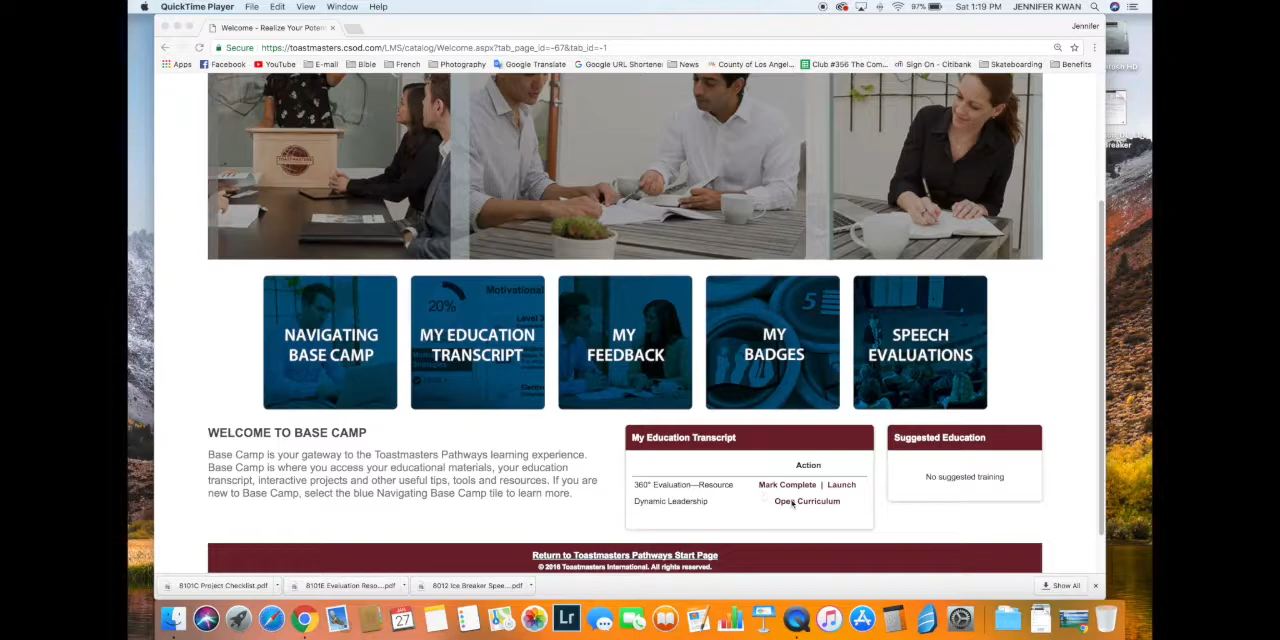 QuickTime Player File Edit View Window Help 97% Sat 1:19 PM JENNIFER KWAN
Welcome - Realize Your Poten
Jennifer
Secure https://toastmasters.csod.com/LMS/catalog/Welcome.aspx?tab_page_id=-67&tab_id=-1
Apps Facebook YouTube E-mail Bible French Photography Google Translate Google URL Shortene News County of Los Angel... Club #356 The Com... Sign On - Citibank Skateboarding Benefits
TOASTMASTERS
NAVIGATING
BASE CAMP
20%
Motivational
MY EDUCATION
TRANSCRIPT
MY
FEEDBACK
5
MY
BADGES
SPEECH
EVALUATIONS
WELCOME TO BASE CAMP
Base Camp is your gateway to the Toastmasters Pathways learning experience.
Base Camp is where you access your educational materials, your education
transcript, interactive projects and other useful tips, tools and resources. If you are
new to Base Camp, select the blue Navigating Base Camp tile to learn more.
My Education Transcript
Action
360° Evaluation—Resource Mark Complete | Launch
Dynamic Leadership Open Curriculum
Suggested Education
No suggested training
Return to Toastmasters Pathways Start Page
© 2016 Toastmasters International. All rights reserved.
8101C Project Checklist.pdf 8101E Evaluation Reso....pdf 8012 Ice Breaker Spee....pdf Show All
JAN
27
Lr